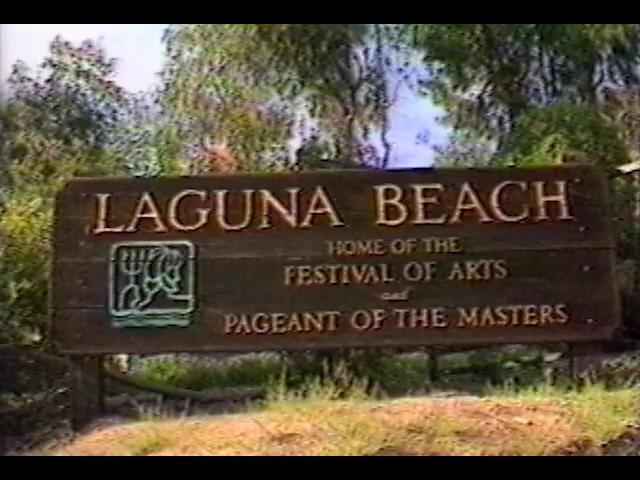 LAGUNA BEACH
HOME OF THE
FESTIVAL OF ARTS
and
PAGEANT OF THE MASTERS